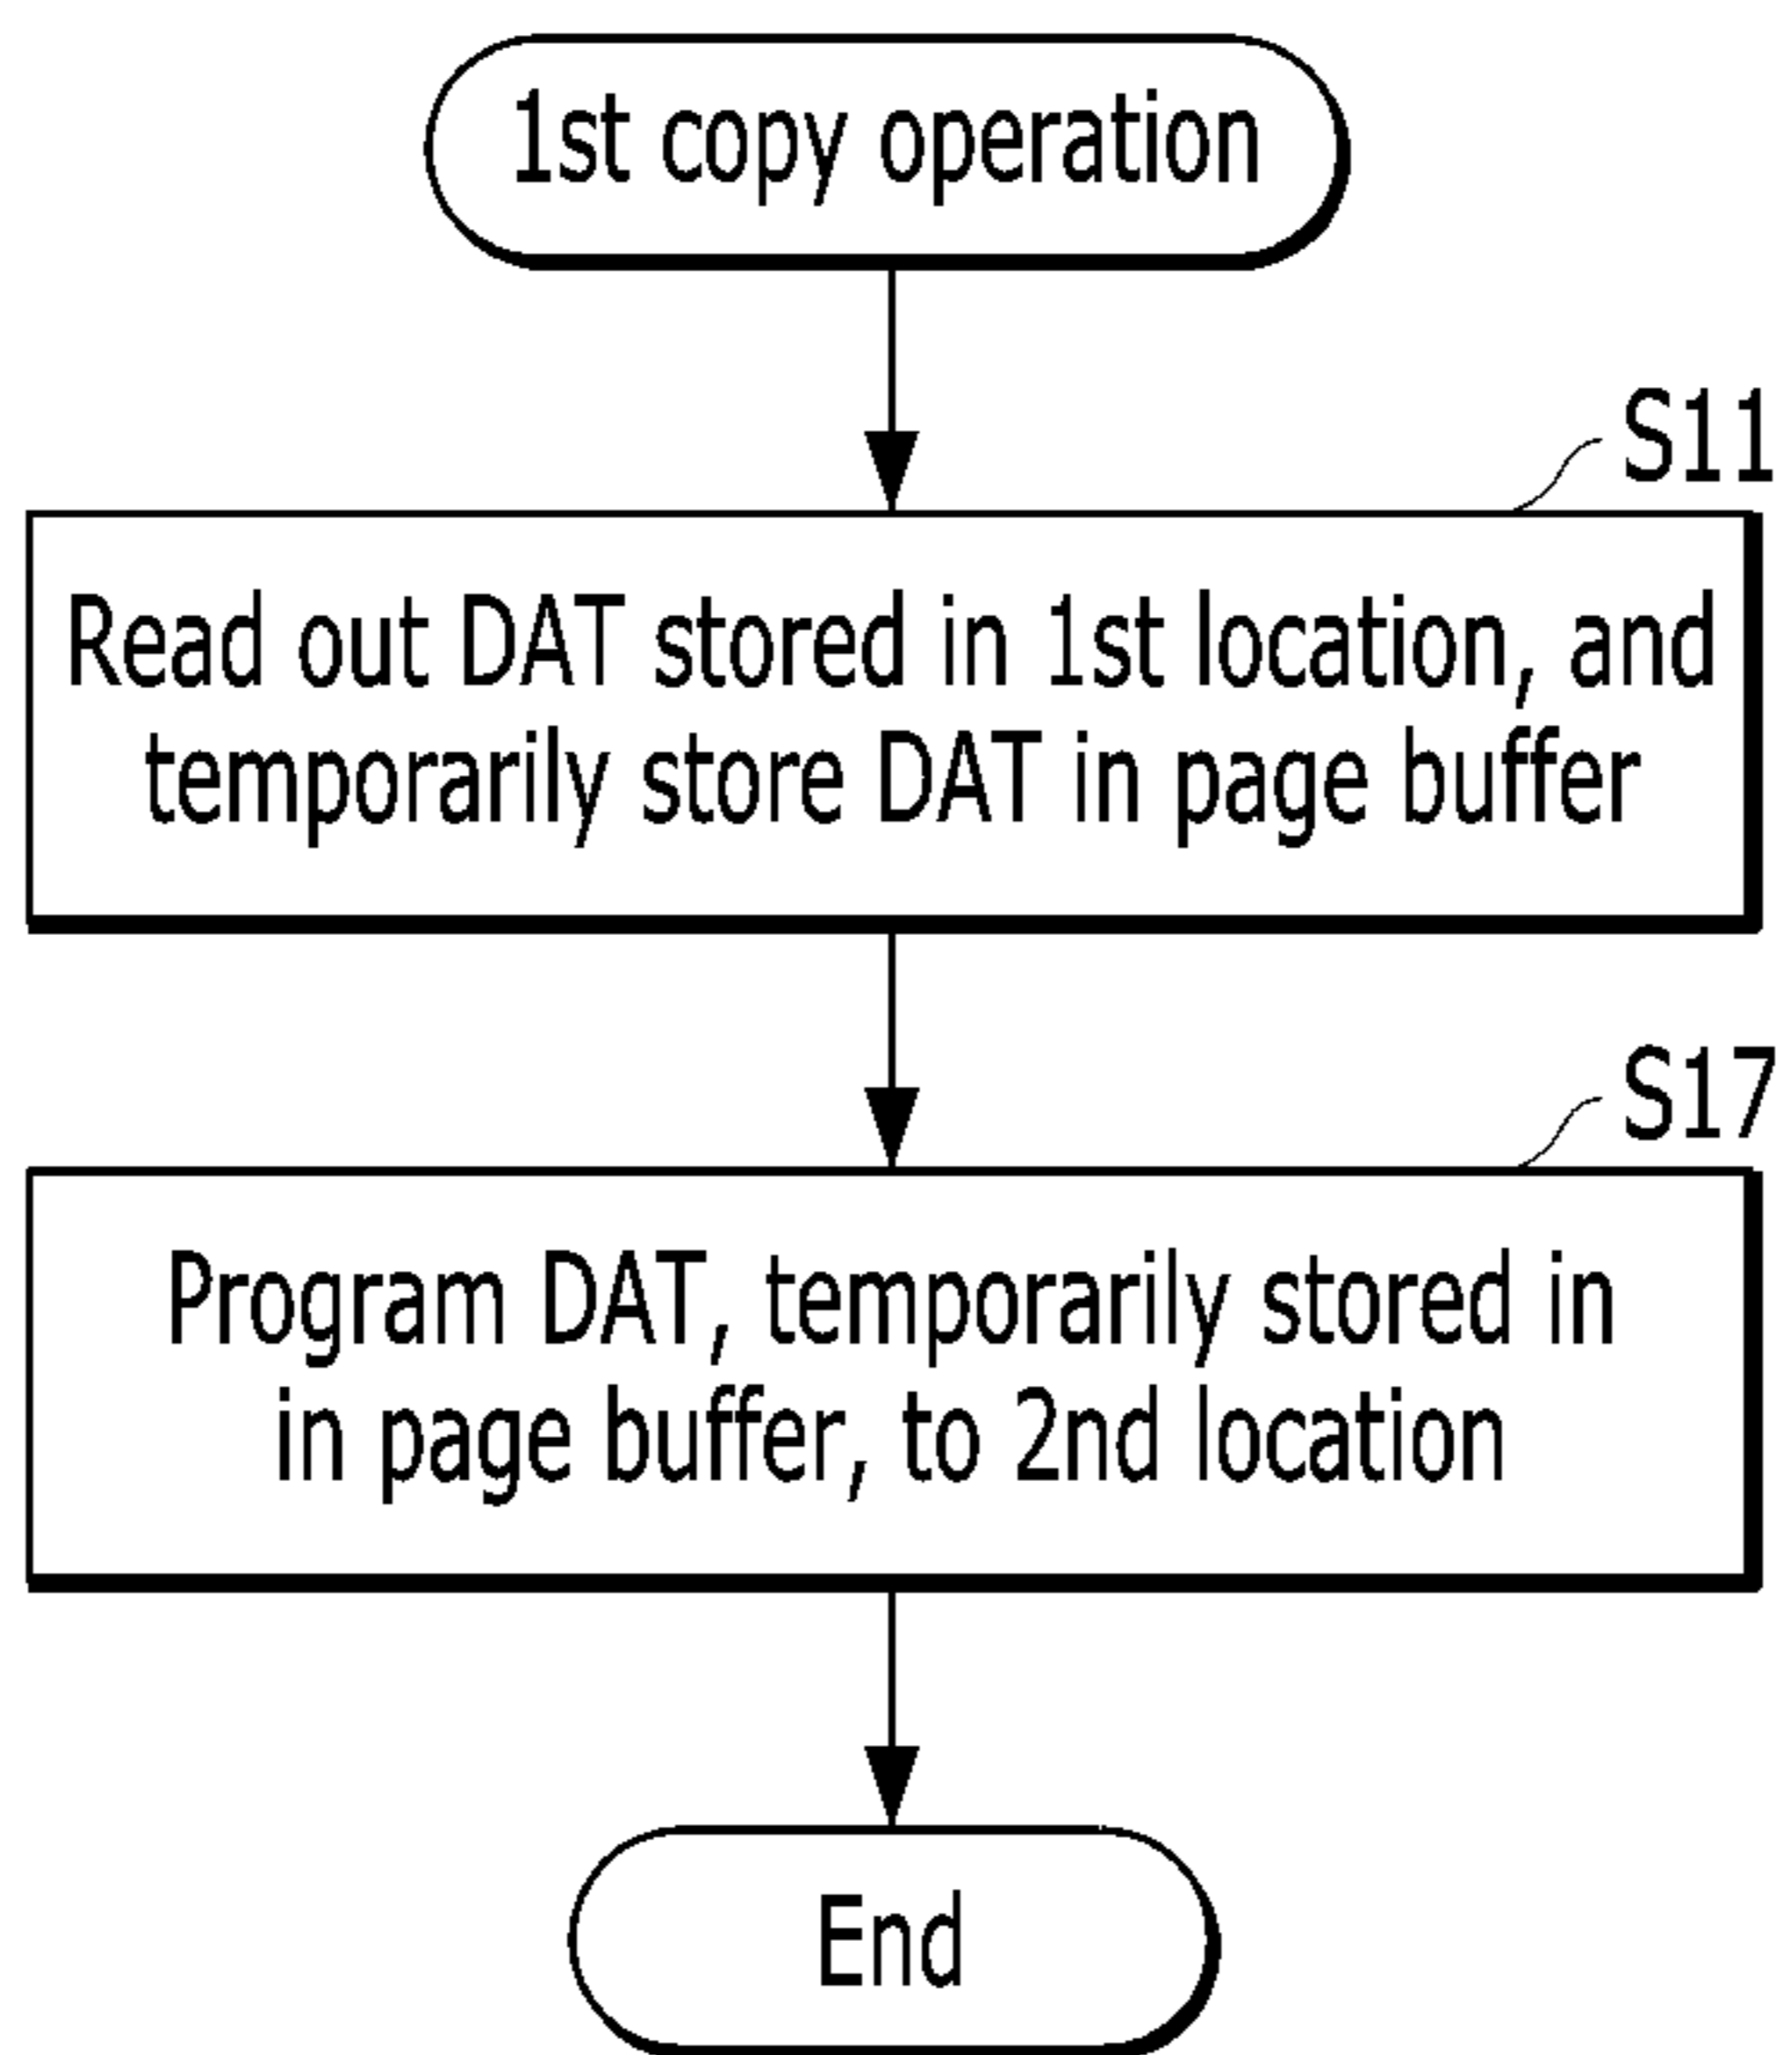 1st copy operation
S11
Read out DAT stored in 1st location, and
temporarily store DAT in page buffer
S17
Program DAT, temporarily stored in
in page buffer, to 2nd location
End